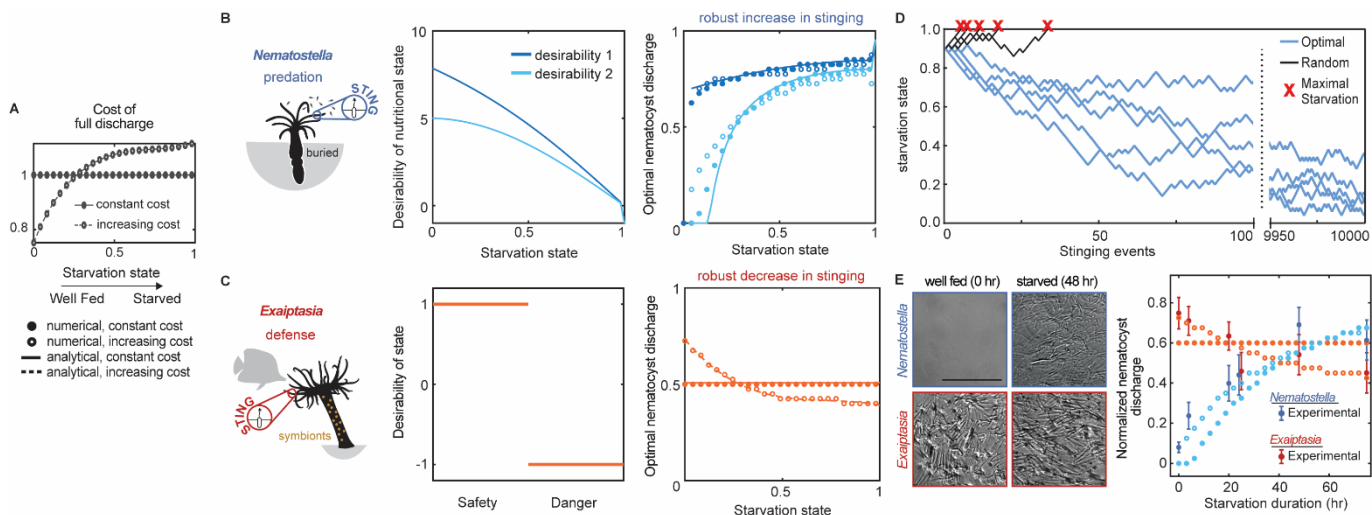 A
Cost of
full discharge
1
0.8
constant cost
increasing cost
0
0.5
1
Starvation state
Well Fed
Starved
numerical, constant cost
numerical, increasing cost
analytical, constant cost
analytical, increasing cost
B
Nematostella
predation
STING
buried
Desirability of nutritional state
10
5
0
desirability 1
desirability 2
0
0.5
1
robust increase in stinging
Optimal nematocyst discharge
1
0.5
0
0
0.5
1
Starvation state
C
Exaiptasia
defense
STING
symbionts
Desirability of state
1
0
-1
Safety
Danger
robust decrease in stinging
Optimal nematocyst discharge
1
0.5
0
0
0.5
1
Starvation state
D
starvation state
1.0
0.8
0.6
0.4
0.2
0.0
0
50
100
9950
10000
Stinging events
Optimal
Random
X Maximal
Starvation
E
well fed (0 hr)
starved (48 hr)
Nematostella
Exaiptasia
Normalized nematocyst
discharge
0.8
0.6
0.4
0.2
0
Nematostella
Experimental
Exaiptasia
Experimental
0
20
40
60
Starvation duration (hr)